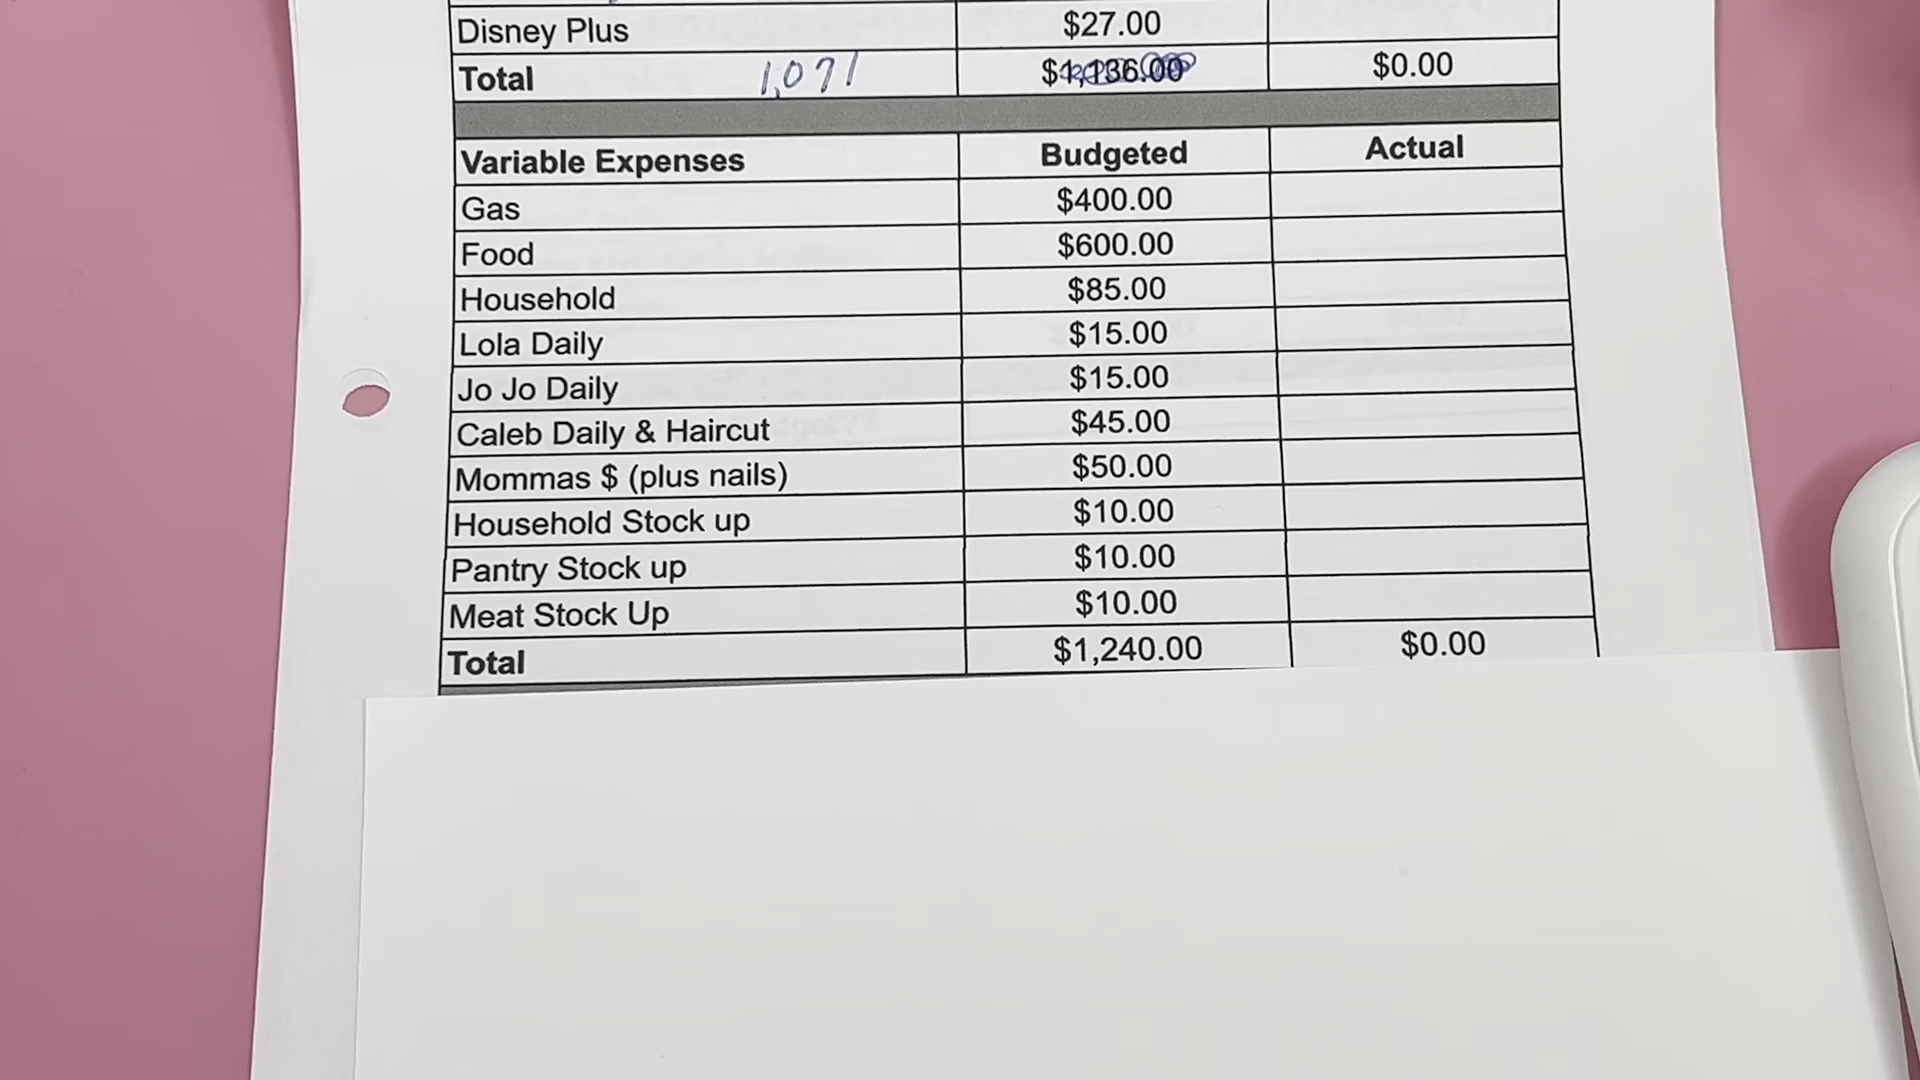 Disney Plus $27.00
Total 1,071 $1,136.00 $0.00
Variable Expenses Budgeted Actual
Gas $400.00
Food $600.00
Household $85.00
Lola Daily $15.00
Jo Jo Daily $15.00
Caleb Daily & Haircut $45.00
Mommas $ (plus nails) $50.00
Household Stock up $10.00
Pantry Stock up $10.00
Meat Stock Up $10.00
Total $1,240.00 $0.00